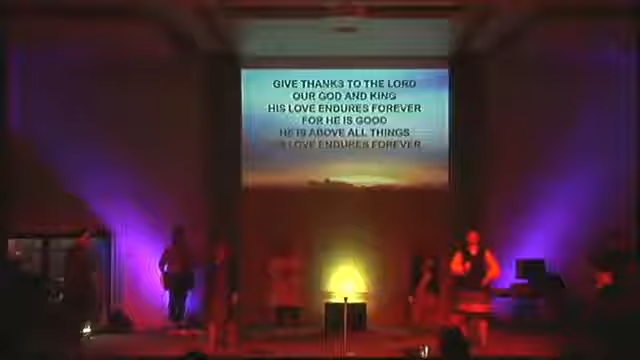 GIVE THANKS TO THE LORD
OUR GOD AND KING
HIS LOVE ENDURES FOREVER
FOR HE IS GOOD
HE IS ABOVE ALL THINGS
HIS LOVE ENDURES FOREVER